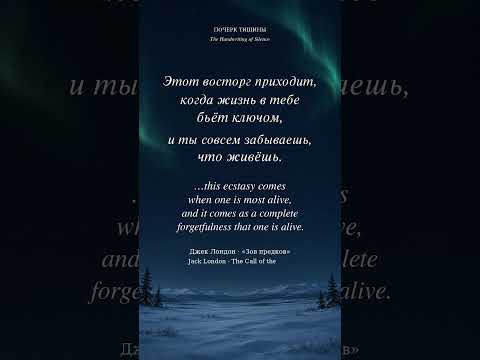 ПОЧЕРК ТИШИНЫ
The Handwriting of Silence
Этот восторг приходит,
когда жизнь в тебе
бьёт ключом,
и ты совсем забываешь,
что живёшь.
…this ecstasy comes
when one is most alive,
and it comes as a complete
forgetfulness that one is alive.
Джек Лондон · «Зов предков»
Jack London · The Call of the